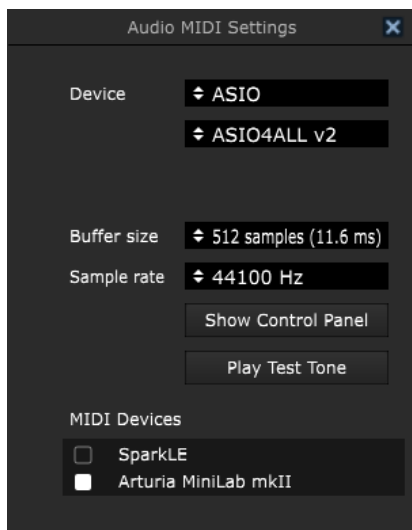 Audio MIDI Settings
Device
ASIO
ASIO4ALL v2
Buffer size
512 samples (11.6 ms)
Sample rate
44100 Hz
Show Control Panel
Play Test Tone
MIDI Devices
SparkLE
Arturia MiniLab mkII